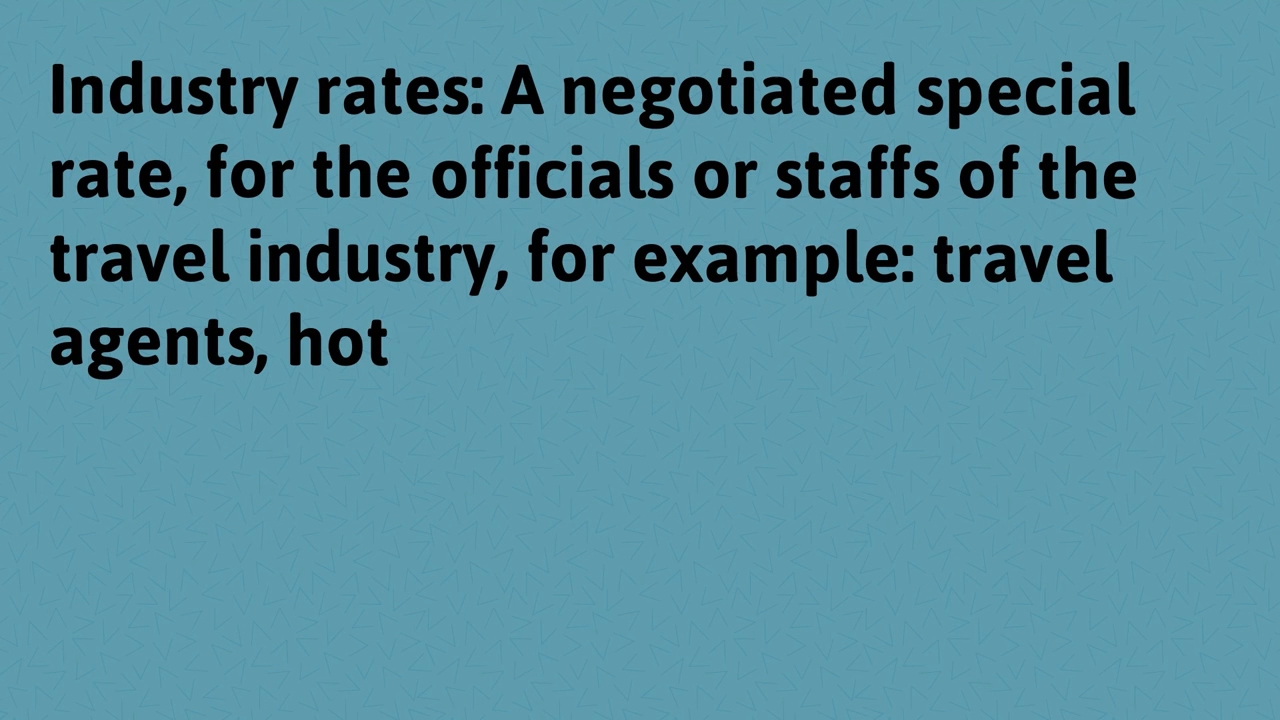 Industry rates: A negotiated special
rate, for the officials or staffs of the
travel industry, for example: travel
agents, hot